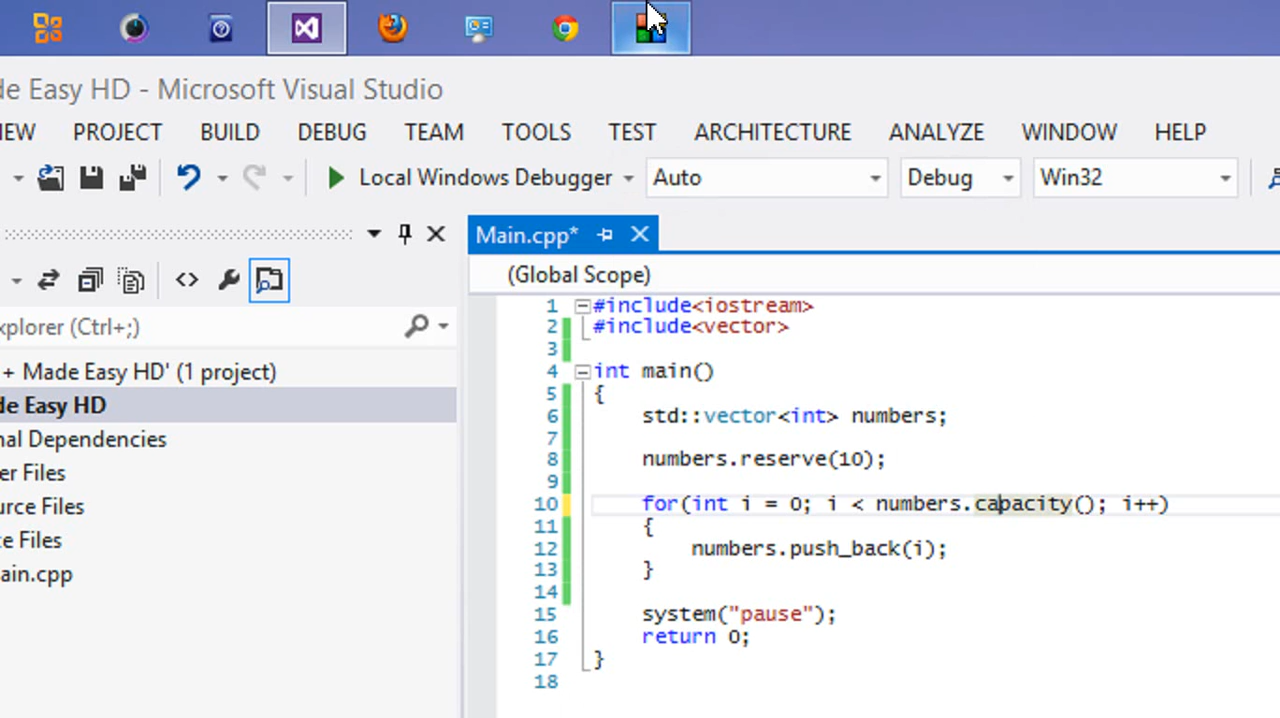 de Easy HD - Microsoft Visual Studio
IEW PROJECT BUILD DEBUG TEAM TOOLS TEST ARCHITECTURE ANALYZE WINDOW HELP
Local Windows Debugger Auto Debug Win32
Main.cpp*
(Global Scope)
xplorer (Ctrl+;)
+ Made Easy HD' (1 project)
de Easy HD
nal Dependencies
er Files
urce Files
ce Files
ain.cpp
1 #include<iostream>
2 #include<vector>
3
4 int main()
5 {
6 std::vector<int> numbers;
7
8 numbers.reserve(10);
9
10 for(int i = 0; i < numbers.capacity(); i++)
11 {
12 numbers.push_back(i);
13 }
14
15 system("pause");
16 return 0;
17 }
18